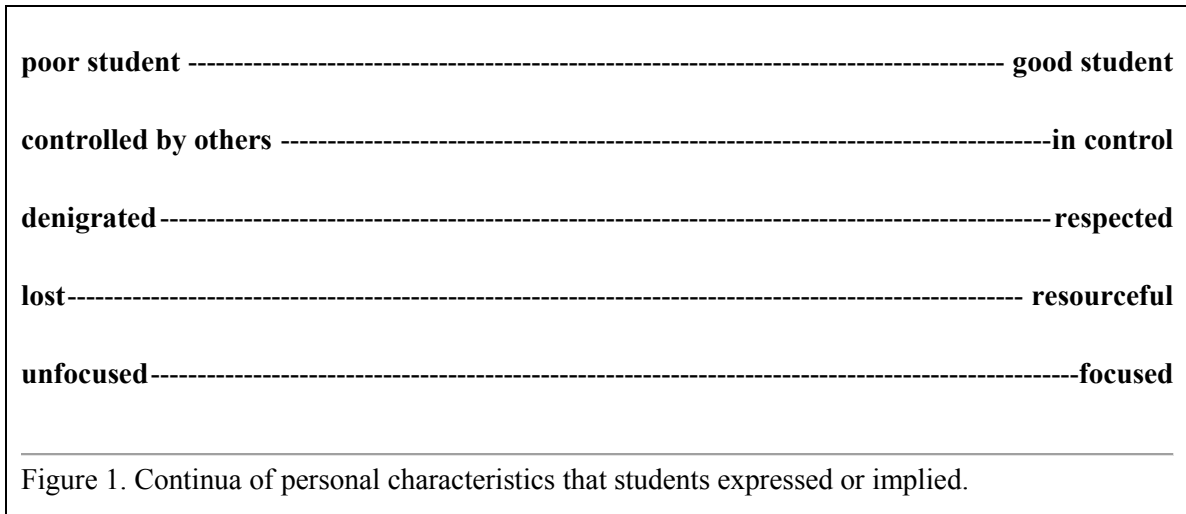 poor student ---------------------------------------------------------------------------------------- good student
controlled by others -----------------------------------------------------------------------------------in control
denigrated------------------------------------------------------------------------------------------------respected
lost------------------------------------------------------------------------------------------------------- resourceful
unfocused----------------------------------------------------------------------------------------------------focused
Figure 1. Continua of personal characteristics that students expressed or implied.